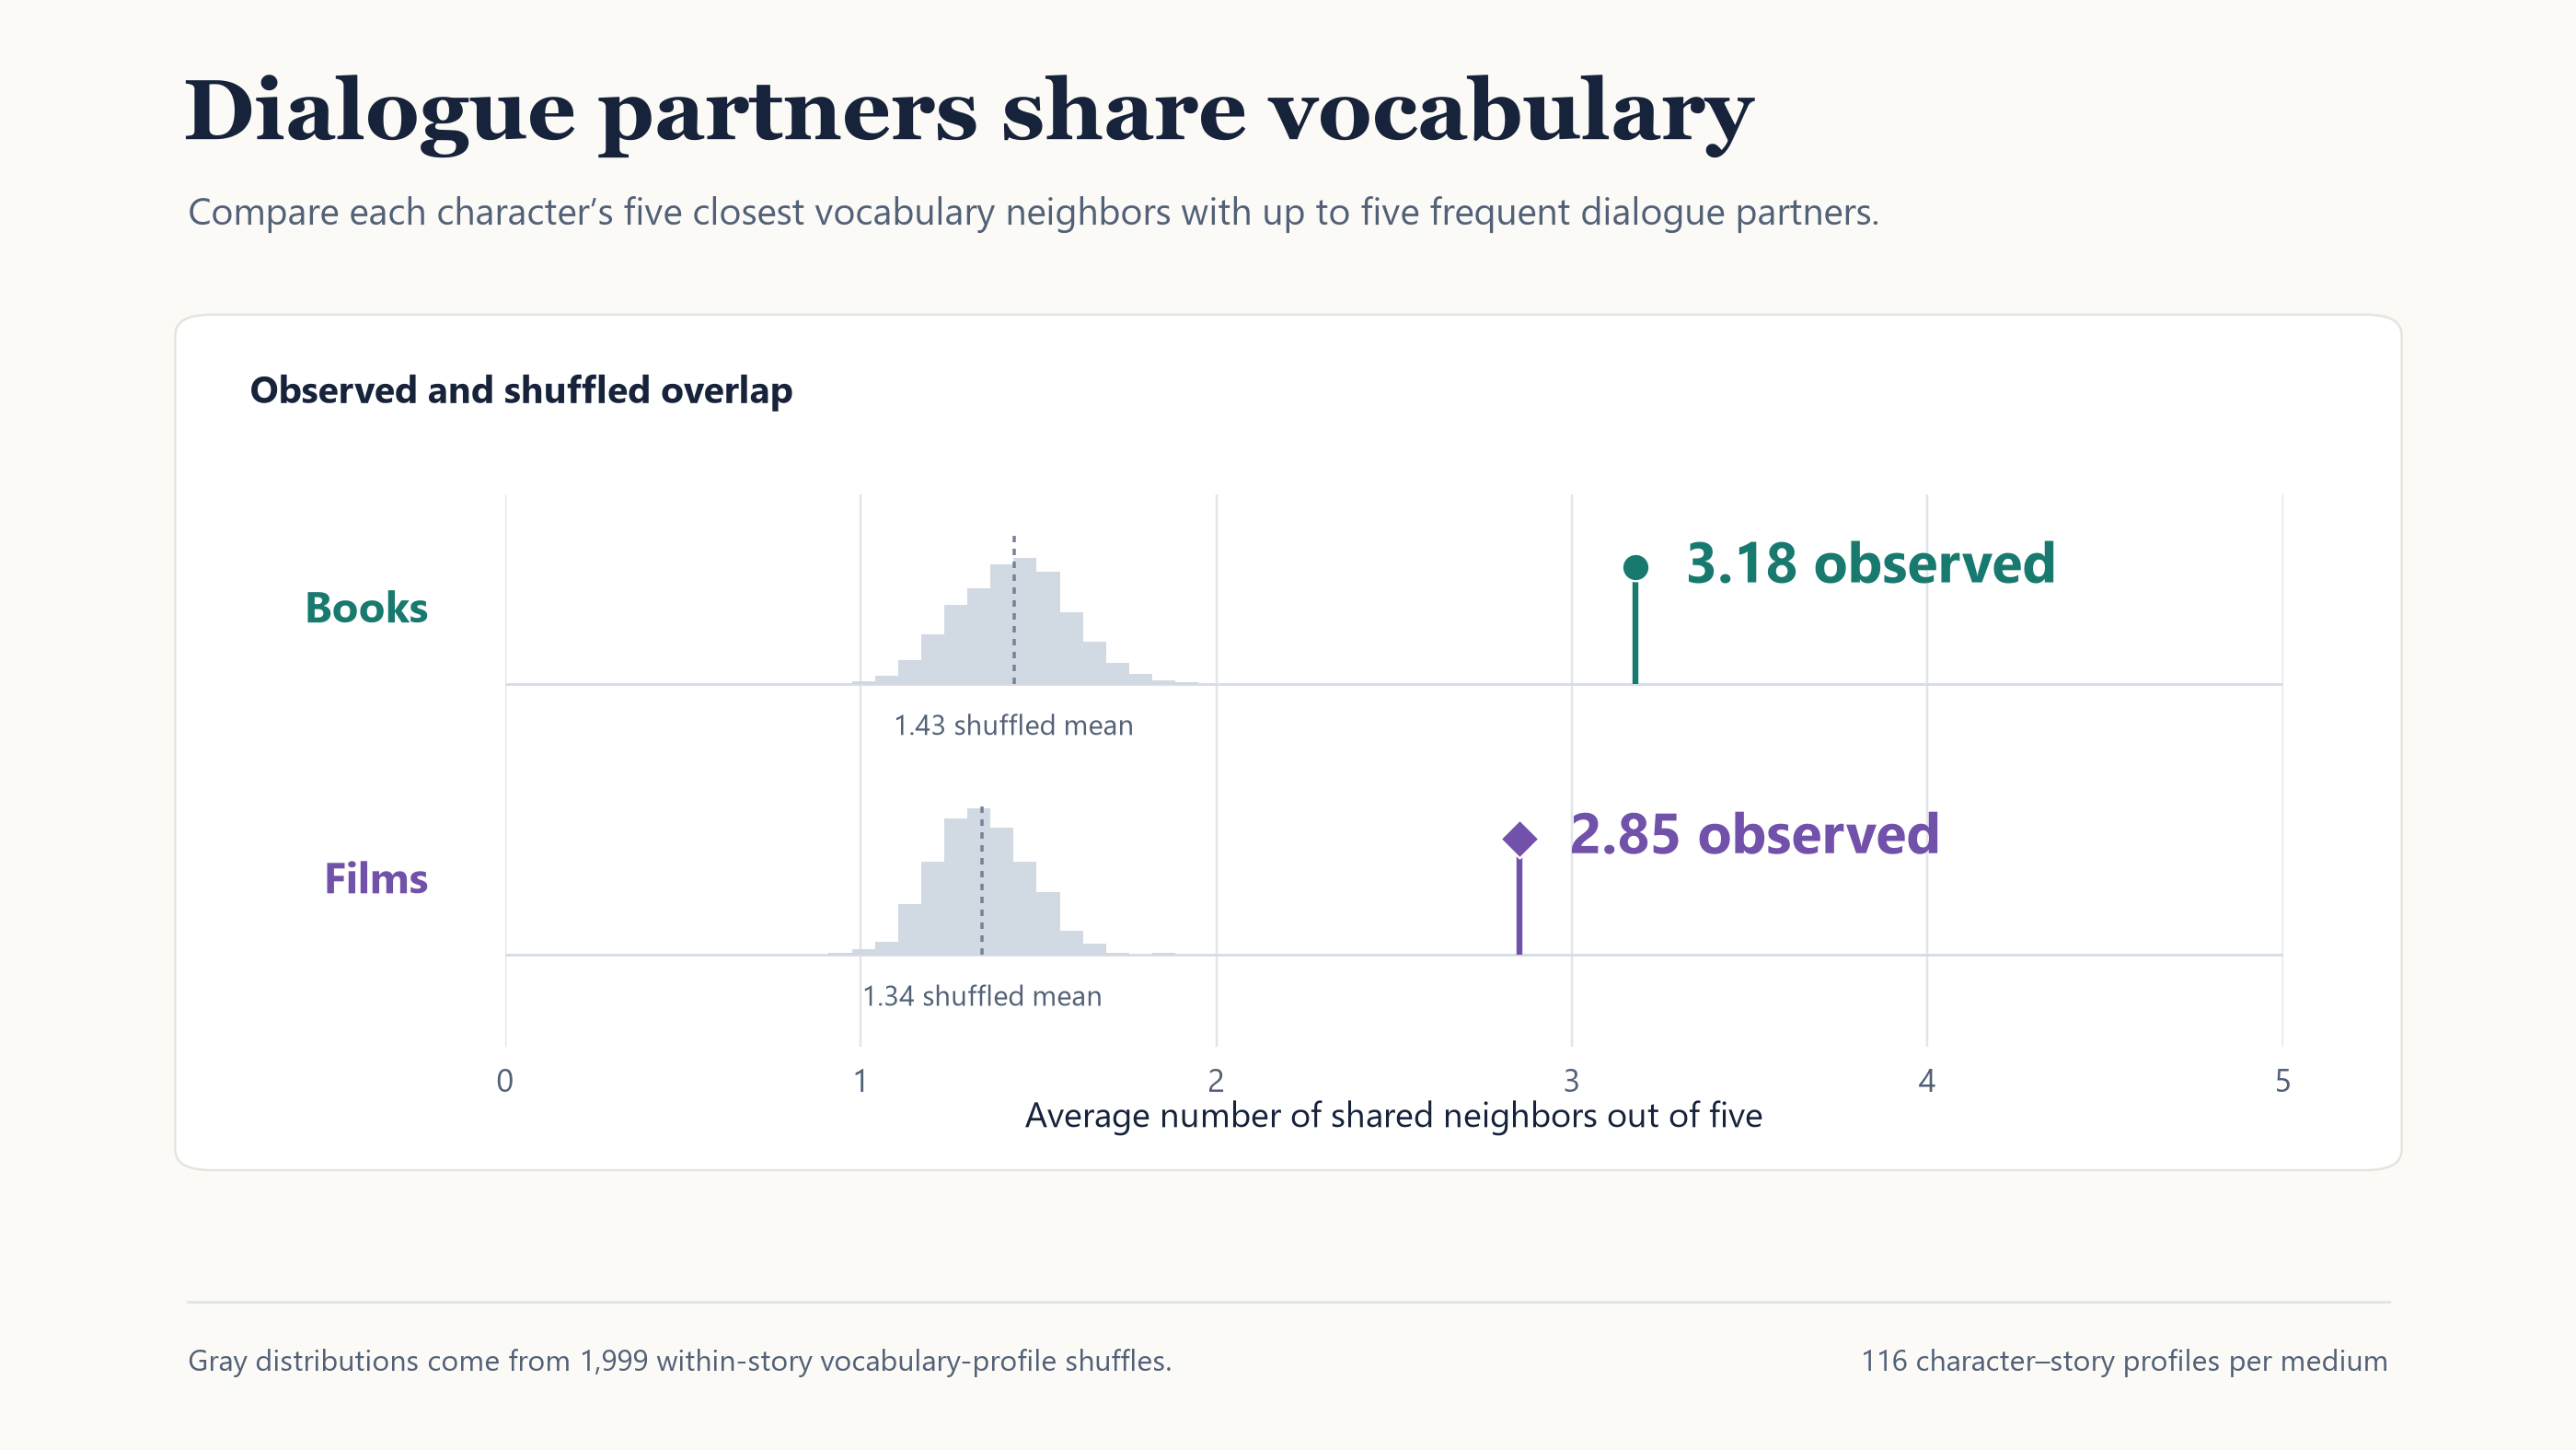 Dialogue partners share vocabulary
Compare each character’s five closest vocabulary neighbors with up to five frequent dialogue partners.
Observed and shuffled overlap
Books
3.18 observed
1.43 shuffled mean
Films
2.85 observed
1.34 shuffled mean
0 1 2 3 4 5
Average number of shared neighbors out of five
Gray distributions come from 1,999 within-story vocabulary-profile shuffles.
116 character–story profiles per medium